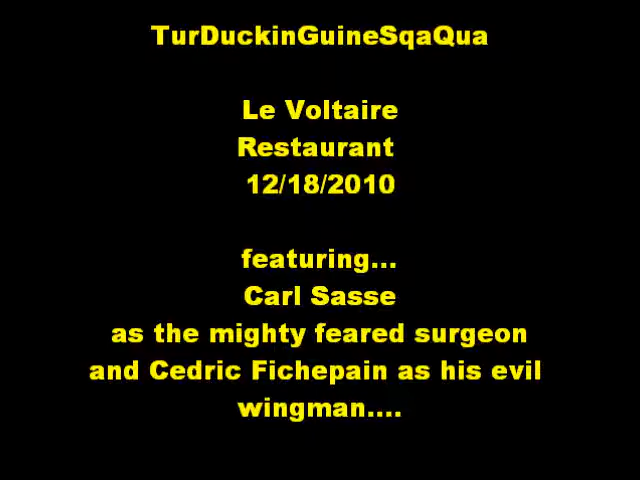 TurDuckinGuineSqaQua
Le Voltaire
Restaurant
12/18/2010
featuring...
Carl Sasse
as the mighty feared surgeon
and Cedric Fichepain as his evil
wingman....